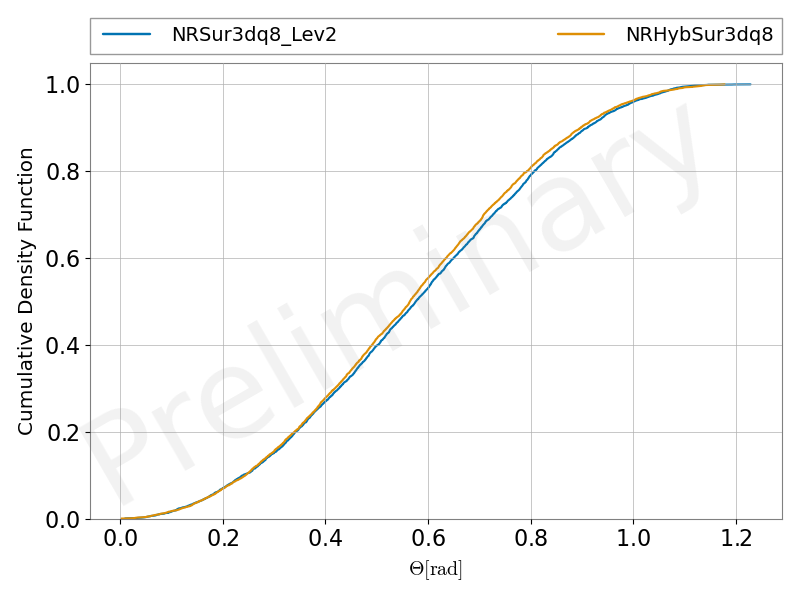 NRSur3dq8_Lev2 NRHybSur3dq8
1.0
0.8
0.6
0.4
0.2
0.0
Cumulative Density Function
Preliminary
0.0 0.2 0.4 0.6 0.8 1.0 1.2
Θ[rad]